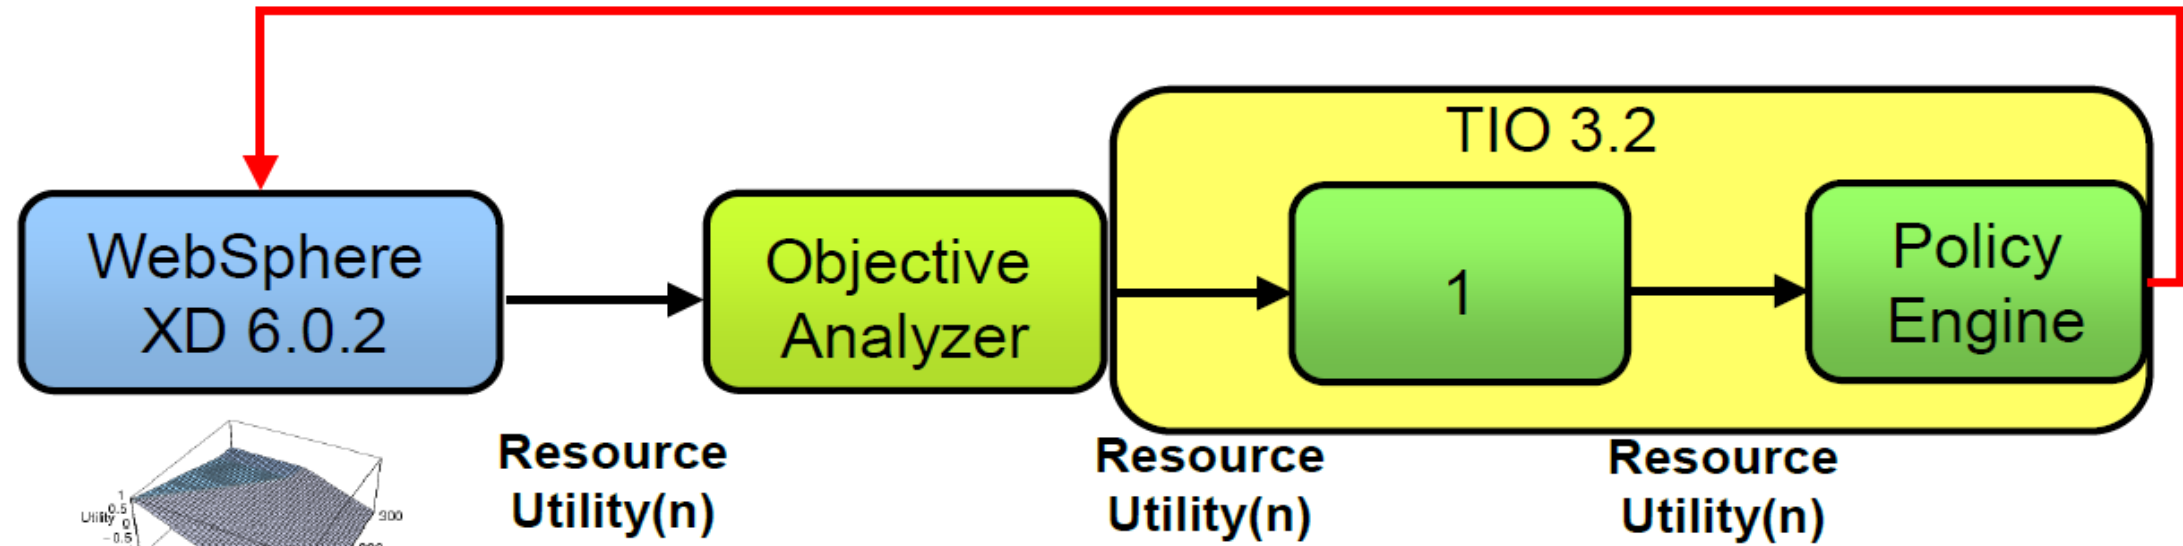 TIO 3.2
WebSphere
XD 6.0.2
Objective
Analyzer
1
Policy
Engine
Resource
Utility(n)
Resource
Utility(n)
Resource
Utility(n)
1
0.5
Utility 0
-0.5
300